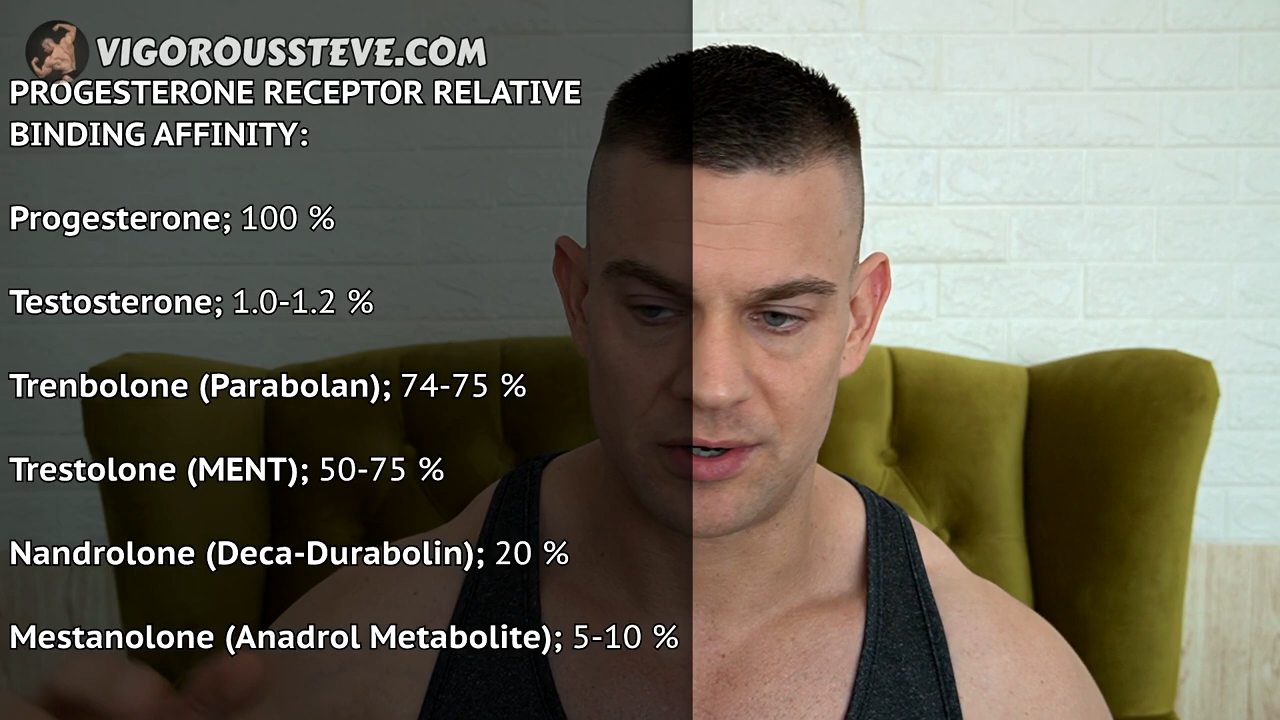 VIGOROUSSTEVE.COM
PROGESTERONE RECEPTOR RELATIVE
BINDING AFFINITY:
Progesterone; 100 %
Testosterone; 1.0-1.2 %
Trenbolone (Parabolan); 74-75 %
Trestolone (MENT); 50-75 %
Nandrolone (Deca-Durabolin); 20 %
Mestanolone (Anadrol Metabolite); 5-10 %